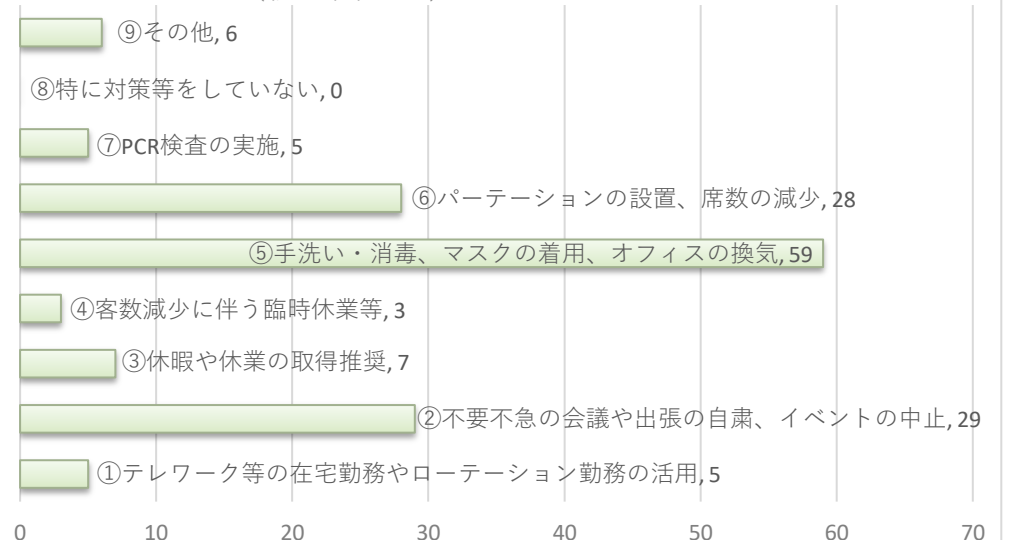 ⑨その他, 6
⑧特に対策等をしていない, 0
⑦PCR検査の実施, 5
⑥パーテーションの設置、席数の減少, 28
⑤手洗い・消毒、マスクの着用、オフィスの換気, 59
④客数減少に伴う臨時休業等, 3
③休暇や休業の取得推奨, 7
②不要不急の会議や出張の自粛、イベントの中止, 29
①テレワーク等の在宅勤務やローテーション勤務の活用, 5
0 10 20 30 40 50 60 70